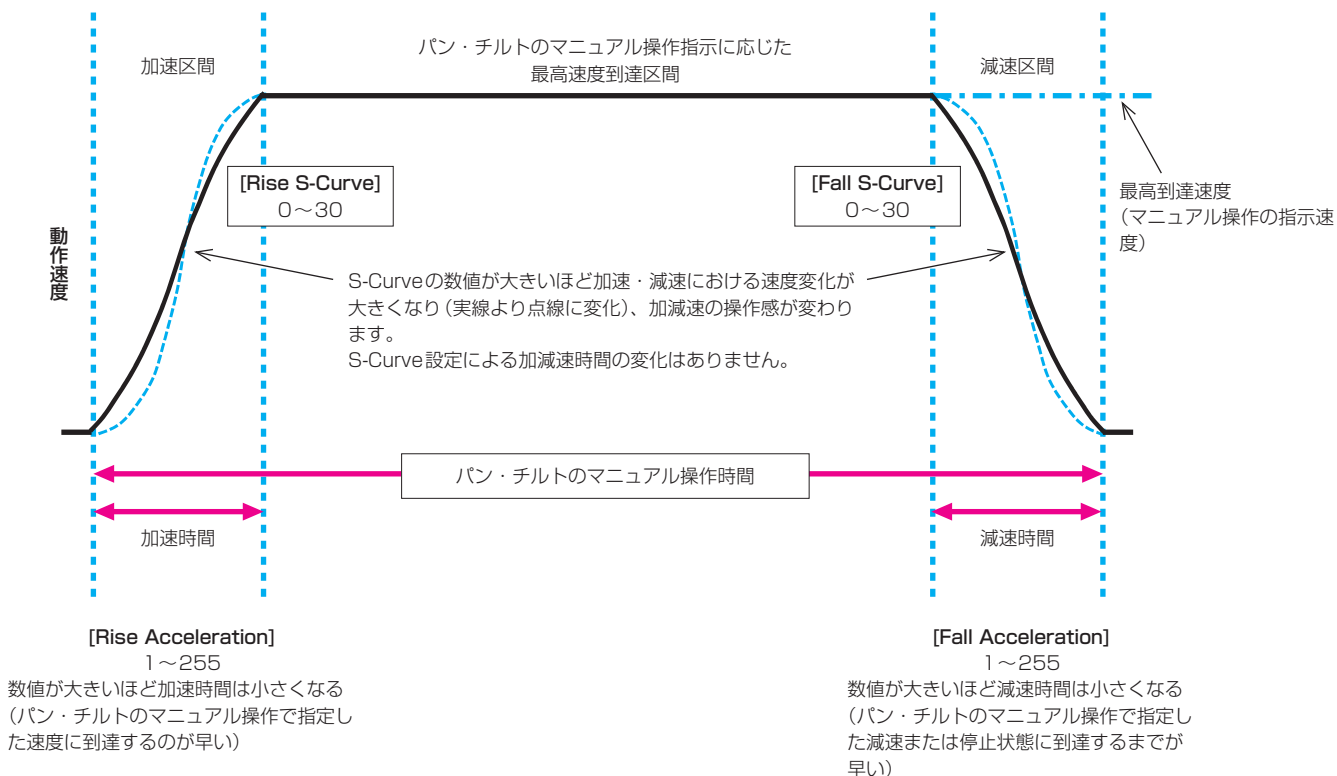 加速区間
パン・チルトのマニュアル操作指示に応じた
最高速度到達区間
減速区間
[Rise S-Curve]
0～30
[Fall S-Curve]
0～30
最高到達速度
（マニュアル操作の指示速
度）
動作速度
S-Curveの数値が大きいほど加速・減速における速度変化が
大きくなり（実線より点線に変化）、加減速の操作感が変わり
ます。
S-Curve設定による加減速時間の変化はありません。
パン・チルトのマニュアル操作時間
加速時間
減速時間
[Rise Acceleration]
1～255
数値が大きいほど加速時間は小さくなる
（パン・チルトのマニュアル操作で指定し
た速度に到達するのが早い）
[Fall Acceleration]
1～255
数値が大きいほど減速時間は小さくなる
（パン・チルトのマニュアル操作で指定し
た減速または停止状態に到達するまでが
早い）